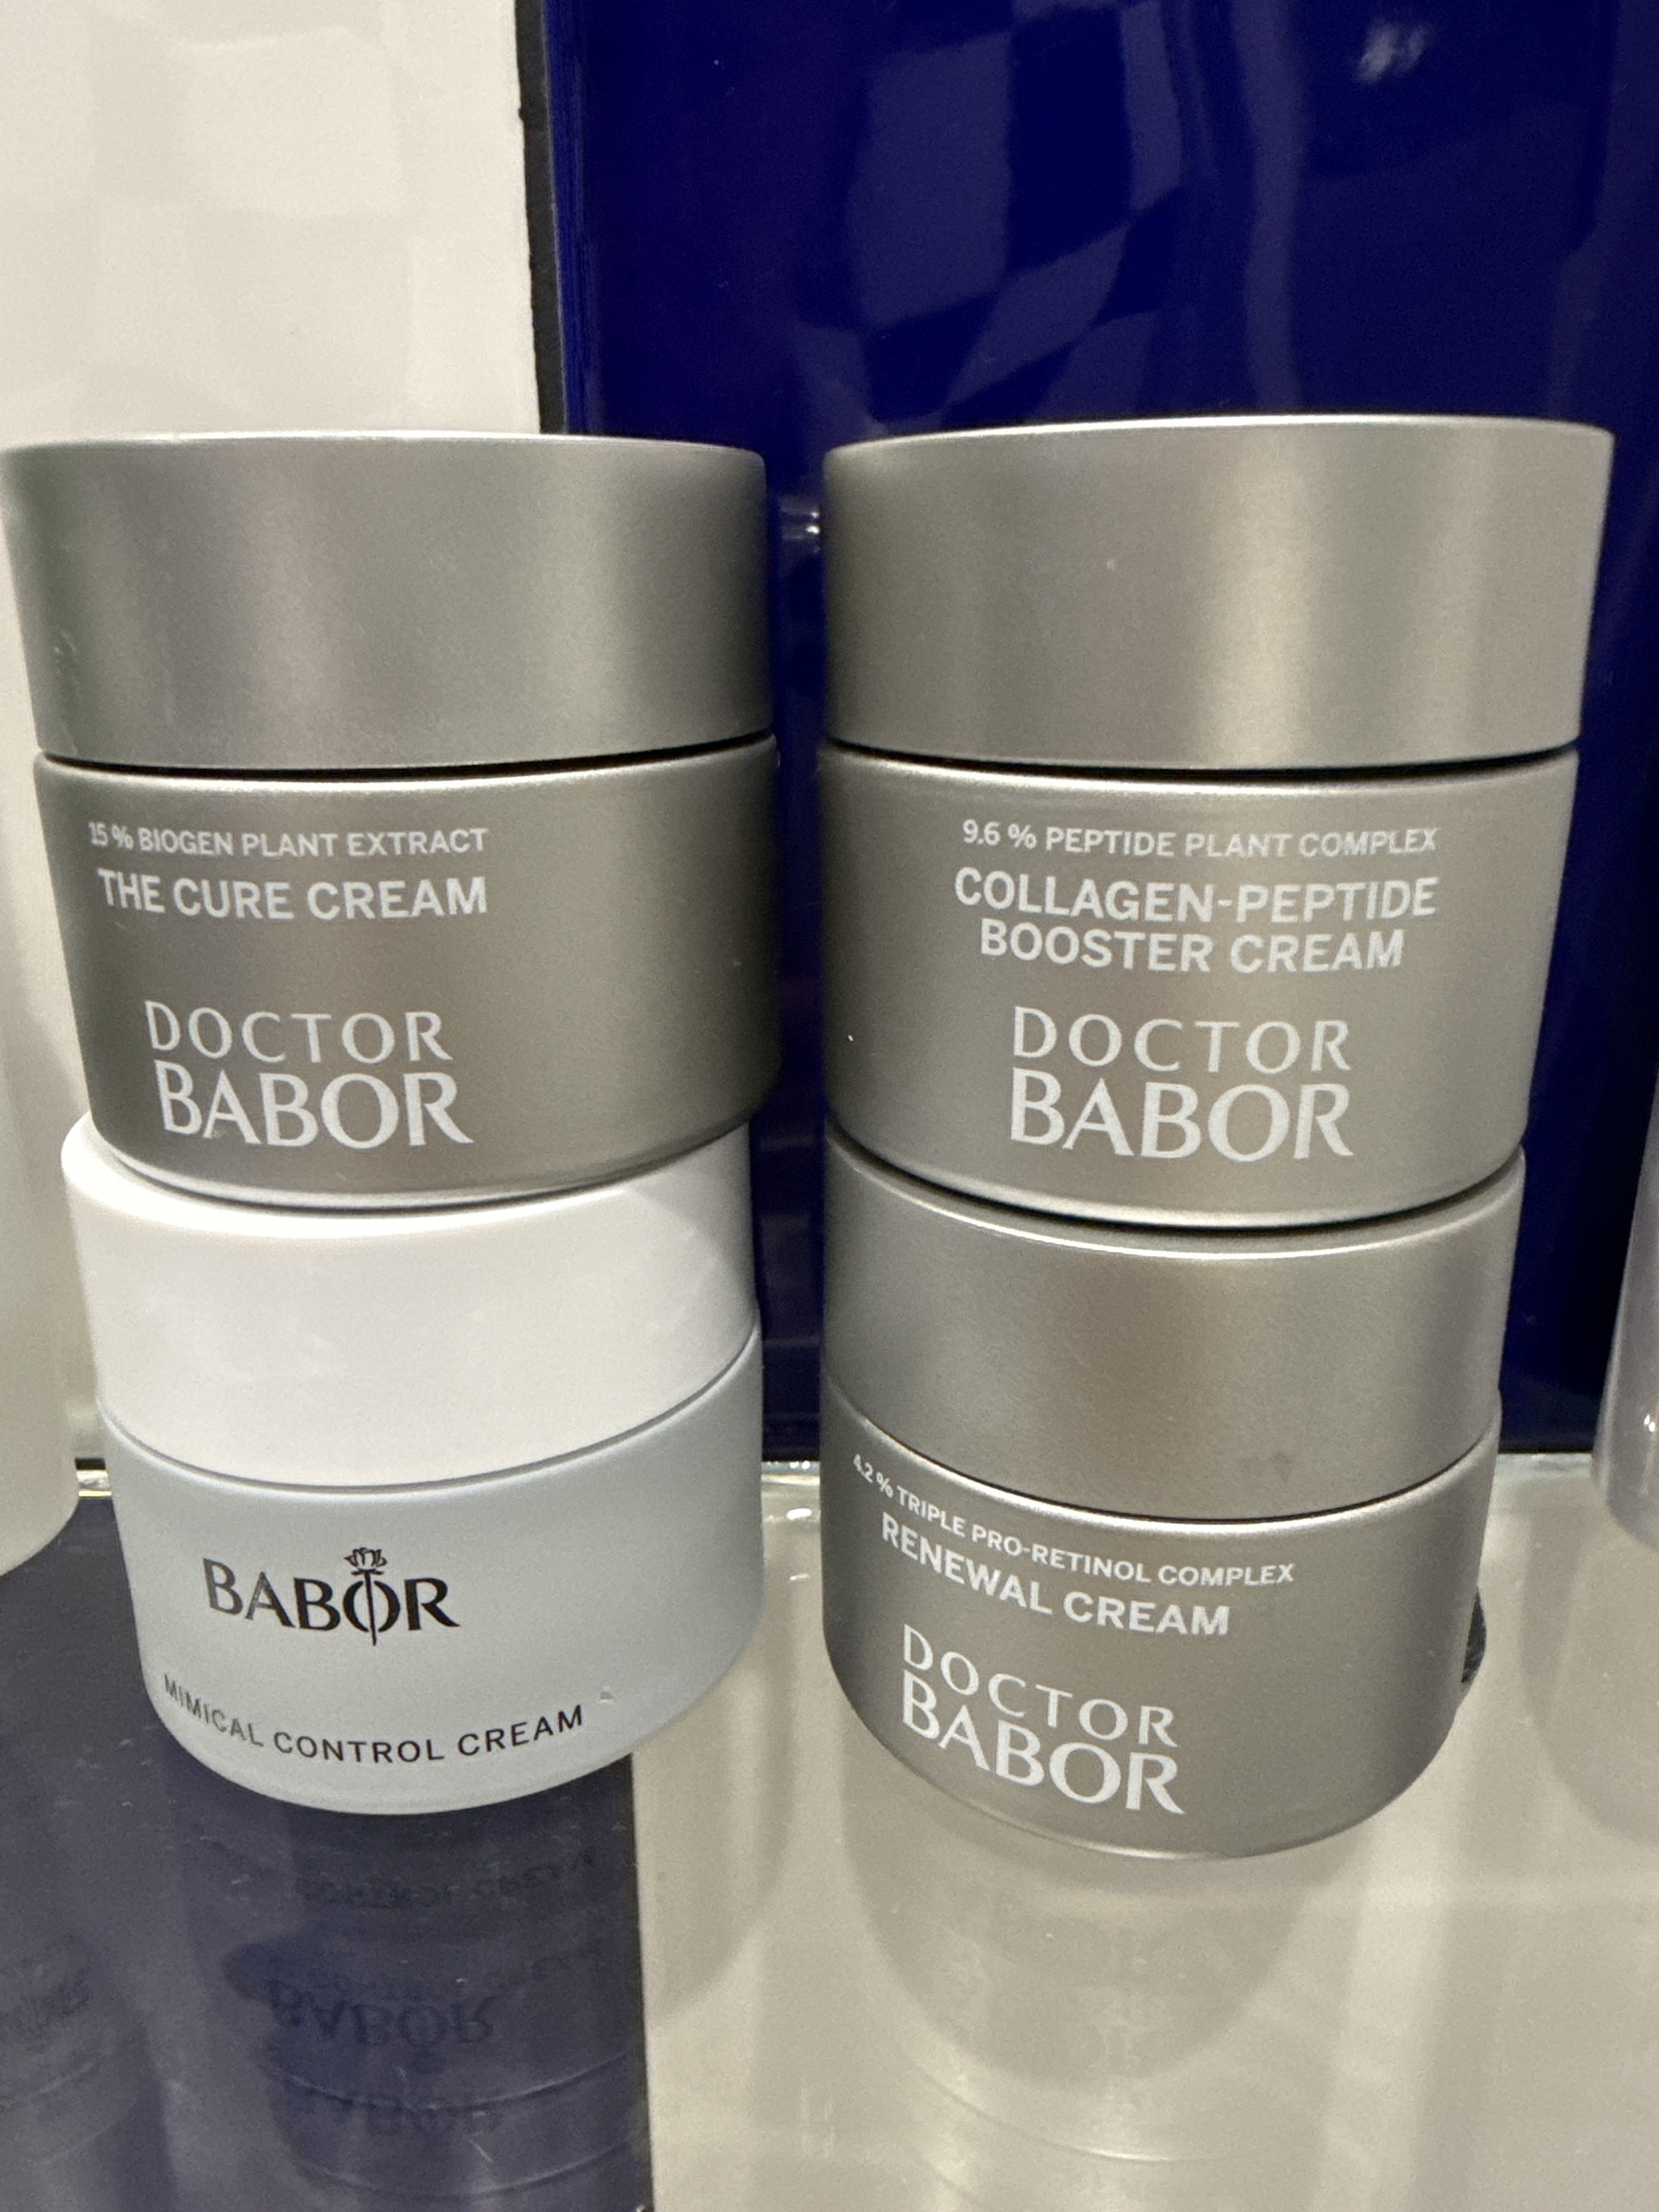 15 % BIOGEN PLANT EXTRACT
THE CURE CREAM
DOCTOR
BABOR
9.6 % PEPTIDE PLANT COMPLEX
COLLAGEN-PEPTIDE
BOOSTER CREAM
DOCTOR
BABOR
BABOR
MIMICAL CONTROL CREAM
4.2 % TRIPLE PRO-RETINOL COMPLEX
RENEWAL CREAM
DOCTOR
BABOR